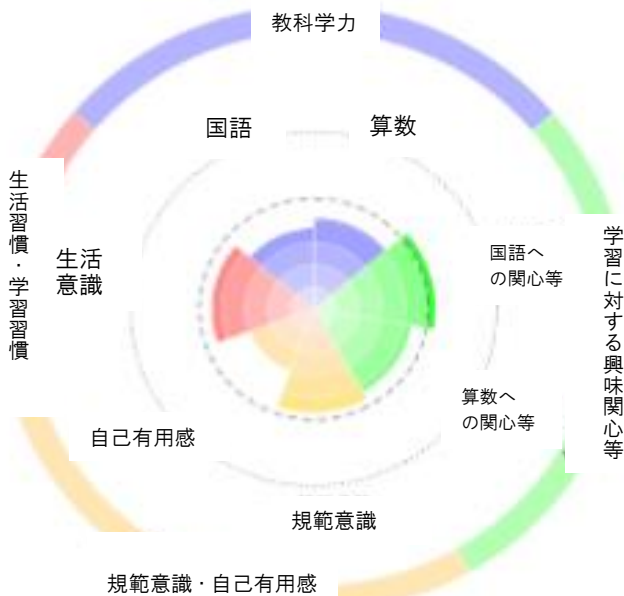 教科学力
国語
算数
生活習慣・学習習慣
生活
意識
国語へ
の関心等
学習に対する興味関心等
算数へ
の関心等
自己有用感
規範意識
規範意識・自己有用感